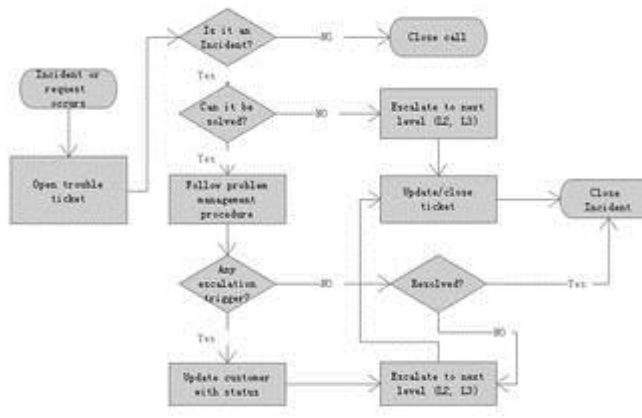 Is it an
Incident?
NO
Close call
Incident or
request
occurs
Yes
Can it be
solved?
NO
Escalate to next
level (L2, L3)
Open trouble
ticket
Yes
Follow problem
management
procedure
Update/close
ticket
Close
Incident
Any
escalation
trigger?
NO
Resolved?
Yes
NO
Yes
Update customer
with status
Escalate to next
level (L2, L3)